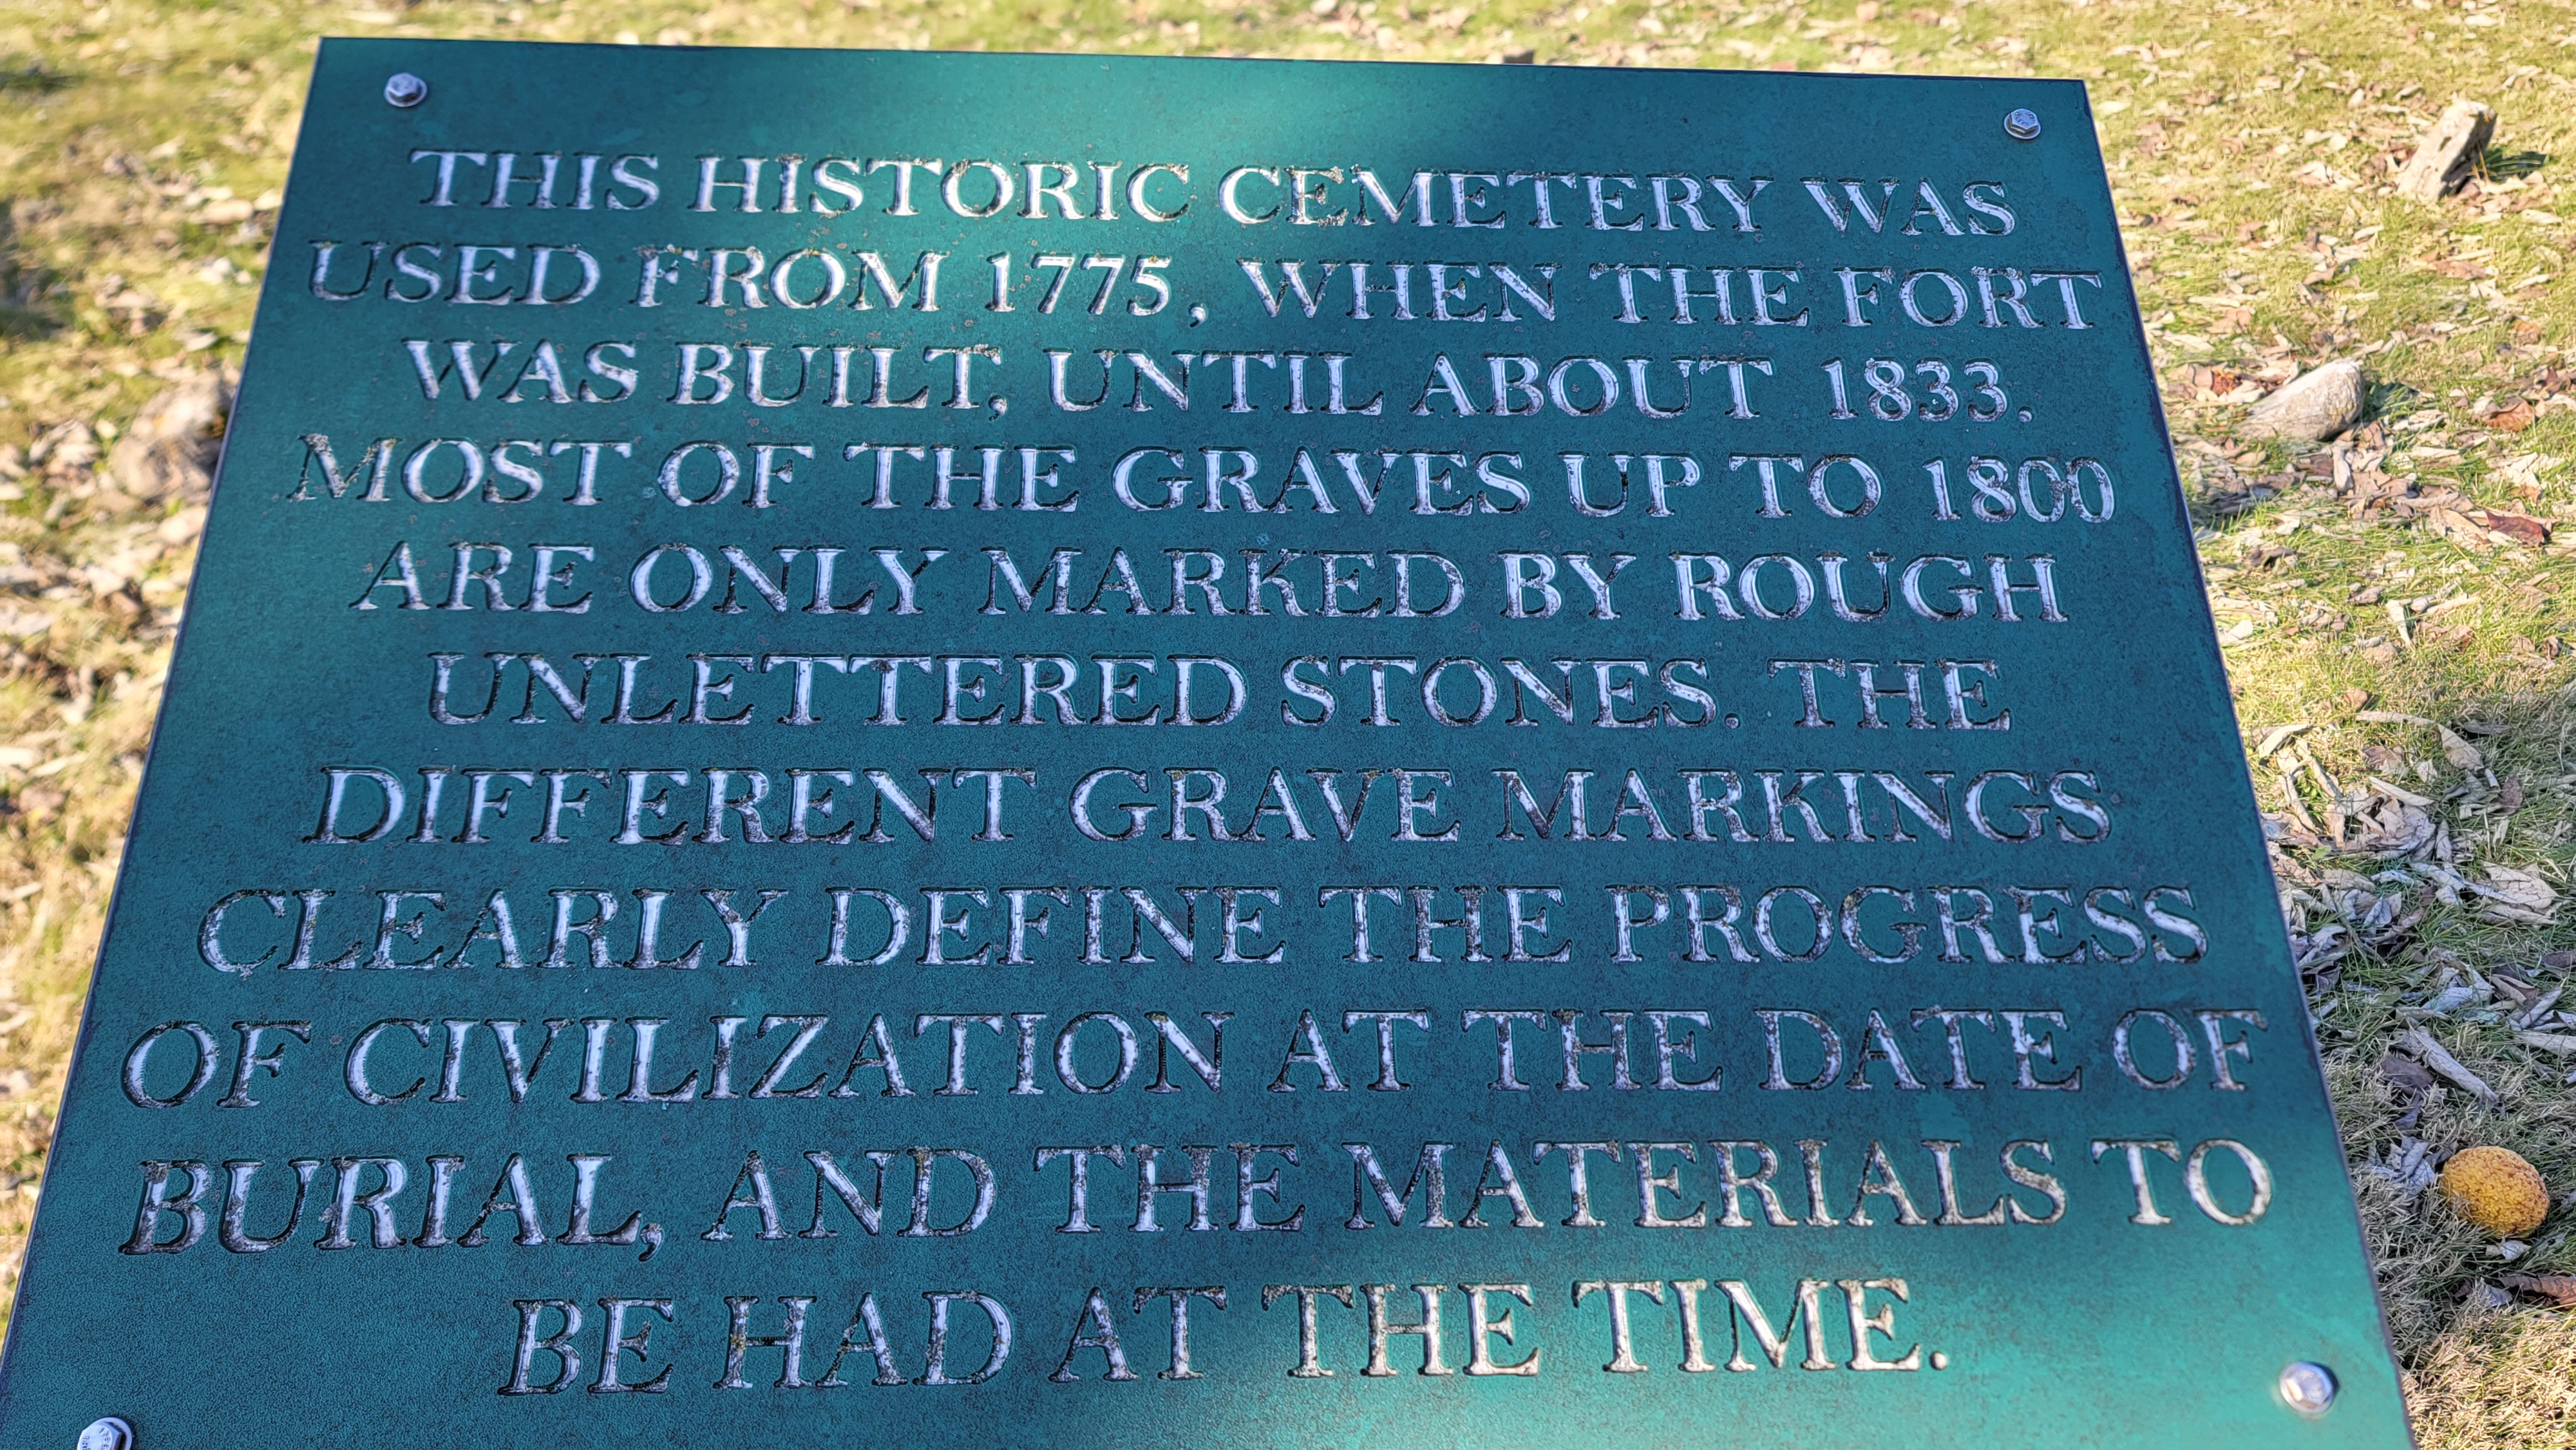 THIS HISTORIC CEMETERY WAS
USED FROM 1775, WHEN THE FORT
WAS BUILT, UNTIL ABOUT 1833.
MOST OF THE GRAVES UP TO 1800
ARE ONLY MARKED BY ROUGH
UNLETTERED STONES. THE
DIFFERENT GRAVE MARKINGS
CLEARLY DEFINE THE PROGRESS
OF CIVILIZATION AT THE DATE OF
BURIAL, AND THE MATERIALS TO
BE HAD AT THE TIME.